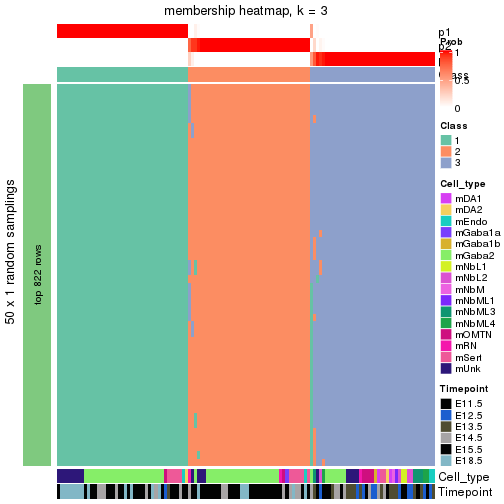 membership heatmap, k = 3
p1
p2
Class
Prob
1
0.5
0
Class
1
2
3
Cell_type
mDA1
mDA2
mEndo
mGaba1a
mGaba1b
mGaba2
mNbL1
mNbL2
mNbM
mNbML1
mNbML3
mNbML4
mOMTN
mRN
mSert
mUnk
Timepoint
E11.5
E12.5
E13.5
E14.5
E15.5
E18.5
50 x 1 random samplings
top 822 rows
Cell_type
Timepoint